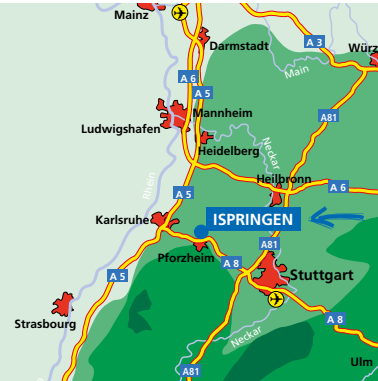 Mainz
Darmstadt
A 3
Würz
Main
A 6
A 5
A81
Mannheim
Ludwigshafen
Heidelberg
Neckar
Rhein
Heilbronn
A 5
A 6
Karlsruhe
ISPRINGEN
A81
Pforzheim
A 8
A 5
Stuttgart
Strasbourg
A 8
Neckar
Ulm
A81